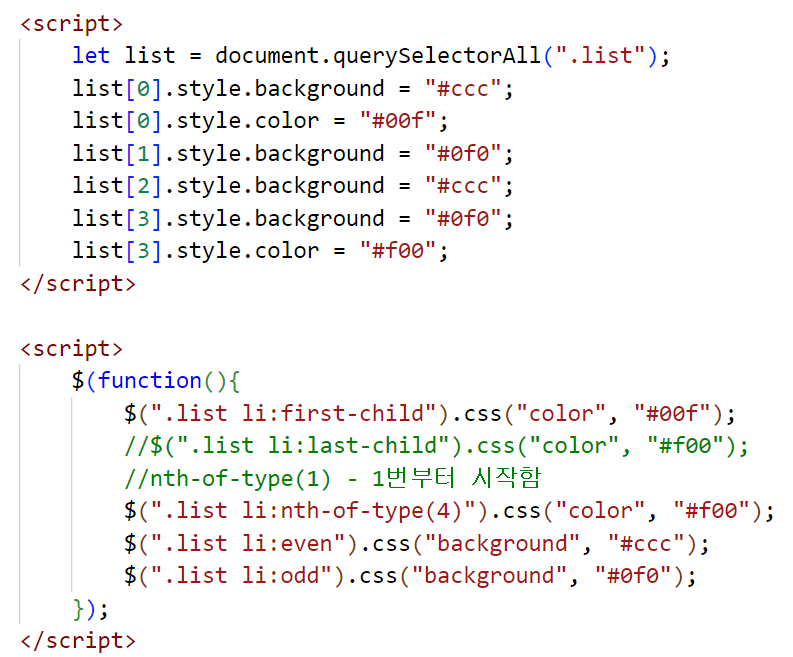 <script>
let list = document.querySelectorAll(".list");
list[0].style.background = "#ccc";
list[0].style.color = "#00f";
list[1].style.background = "#0f0";
list[2].style.background = "#ccc";
list[3].style.background = "#0f0";
list[3].style.color = "#f00";
</script>
<script>
$(function(){
$(".list li:first-child").css("color", "#00f");
//$(".list li:last-child").css("color", "#f00");
//nth-of-type(1) - 1번부터 시작함
$(".list li:nth-of-type(4)").css("color", "#f00");
$(".list li:even").css("background", "#ccc");
$(".list li:odd").css("background", "#0f0");
});
</script>